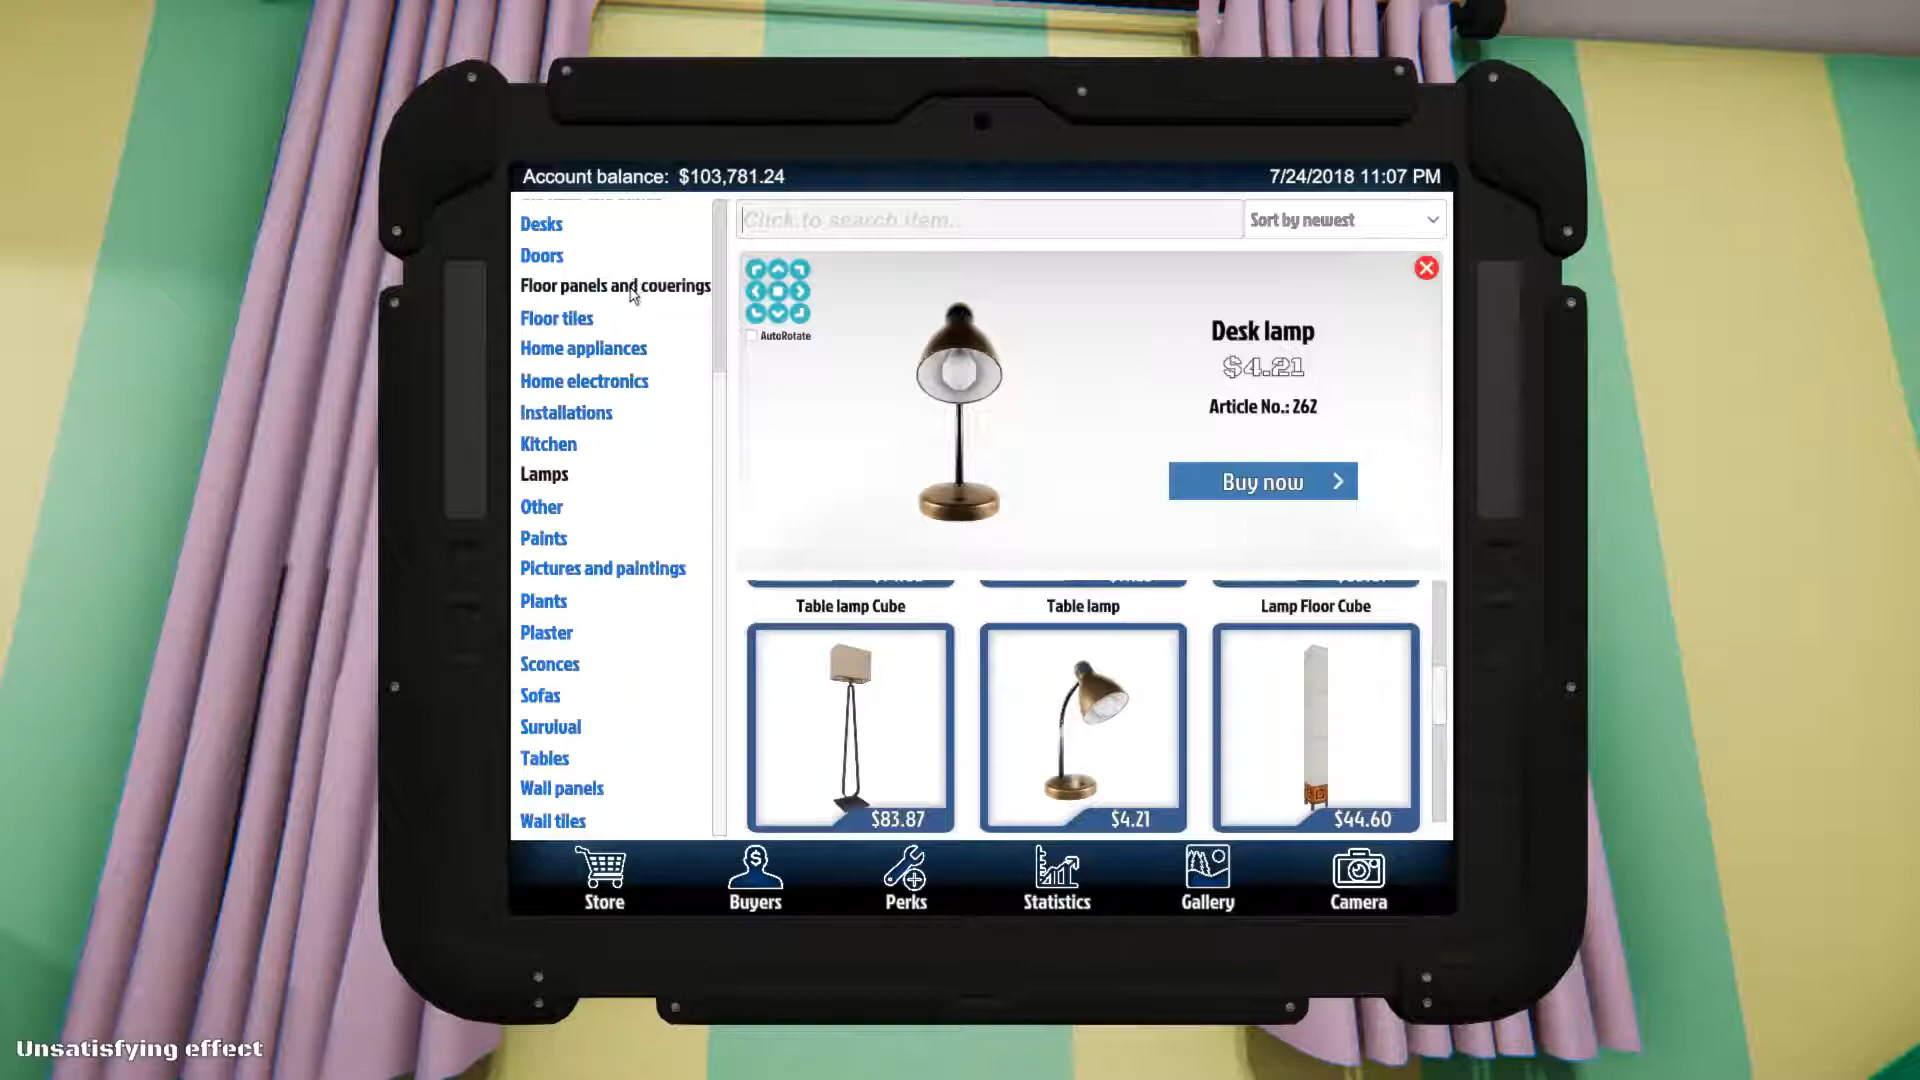 Account balance: $103,781.24
7/24/2018 11:07 PM
Desks
Doors
Floor panels and coverings
Floor tiles
Home appliances
Home electronics
Installations
Kitchen
Lamps
Other
Paints
Pictures and paintings
Plants
Plaster
Sconces
Sofas
Survival
Tables
Wall panels
Wall tiles
Click to search item..
Sort by newest
AutoRotate
Desk lamp
$4.21
Article No.: 262
Buy now
Table lamp Cube
Table lamp
Lamp Floor Cube
$83.87
$4.21
$44.60
Store
Buyers
Perks
Statistics
Gallery
Camera
Unsatisfying effect